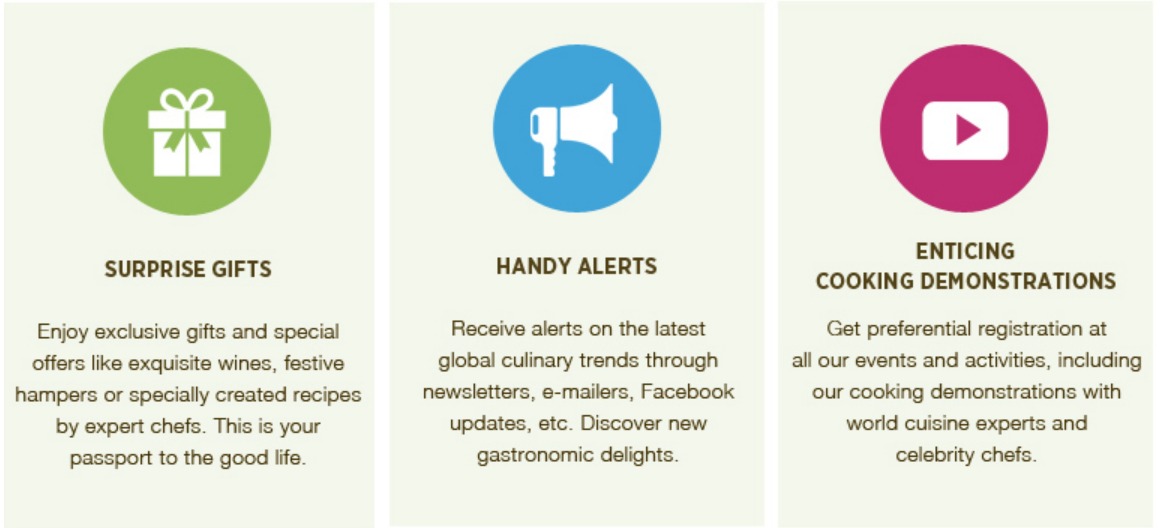 SURPRISE GIFTS
Enjoy exclusive gifts and special
offers like exquisite wines, festive
hampers or specially created recipes
by expert chefs. This is your
passport to the good life.
HANDY ALERTS
Receive alerts on the latest
global culinary trends through
newsletters, e-mailers, Facebook
updates, etc. Discover new
gastronomic delights.
ENTICING
COOKING DEMONSTRATIONS
Get preferential registration at
all our events and activities, including
our cooking demonstrations with
world cuisine experts and
celebrity chefs.